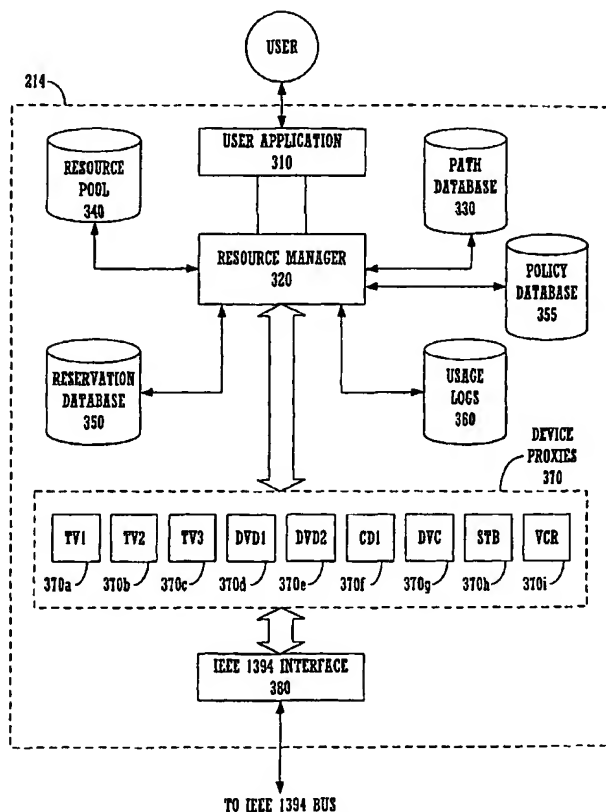 USER
214
USER APPLICATION
310
RESOURCE
POOL
340
PATH
DATABASE
330
RESOURCE MANAGER
320
POLICY
DATABASE
355
RESERVATION
DATABASE
350
USAGE
LOGS
360
DEVICE
PROXIES
370
TV1
TV2
TV3
DVD1
DVD2
CD1
DVC
STB
VCR
370a
370b
370c
370d
370e
370f
370g
370h
370i
IEEE 1394 INTERFACE
380
TO IEEE 1394 BUS